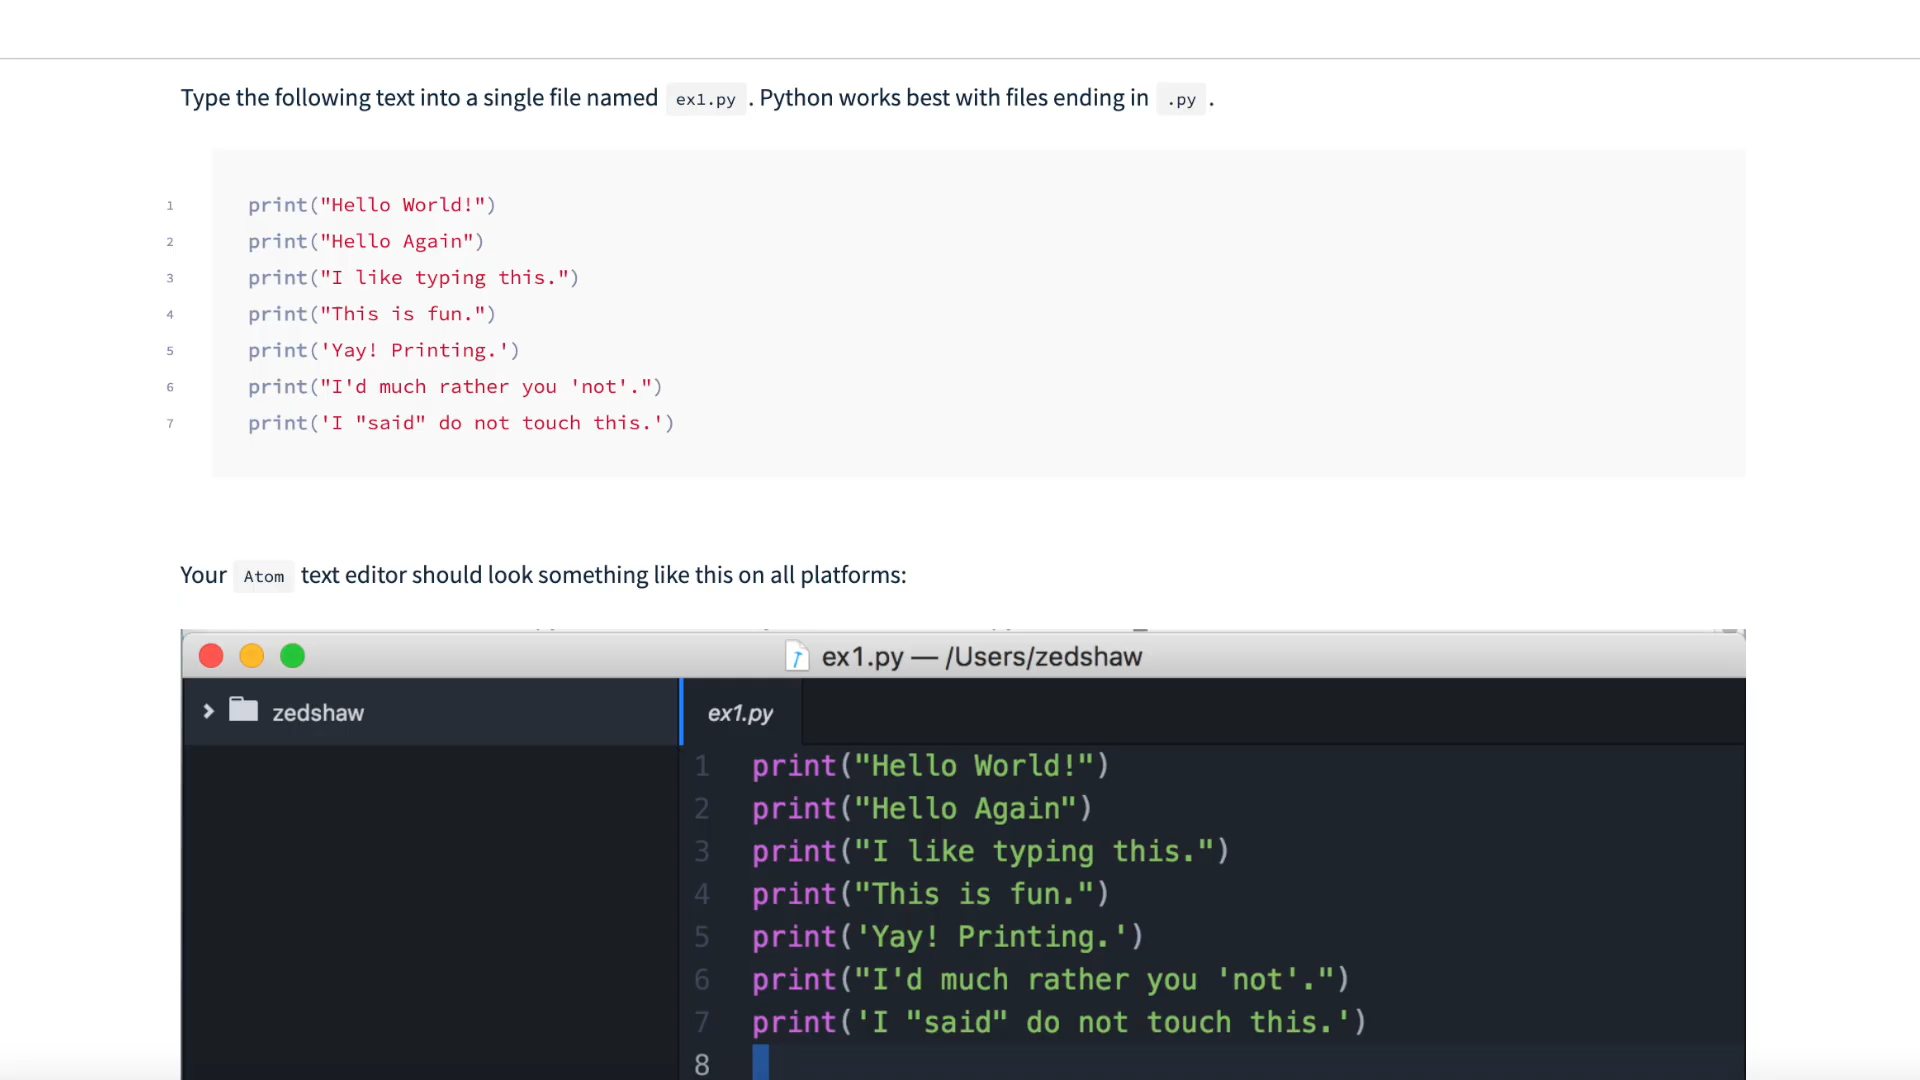 Type the following text into a single file named ex1.py . Python works best with files ending in .py .
1 print("Hello World!")
2 print("Hello Again")
3 print("I like typing this.")
4 print("This is fun.")
5 print('Yay! Printing.')
6 print("I'd much rather you 'not'.")
7 print('I "said" do not touch this.')
Your Atom text editor should look something like this on all platforms:
ex1.py — /Users/zedshaw
zedshaw
ex1.py
1 print("Hello World!")
2 print("Hello Again")
3 print("I like typing this.")
4 print("This is fun.")
5 print('Yay! Printing.')
6 print("I'd much rather you 'not'.")
7 print('I "said" do not touch this.')
8